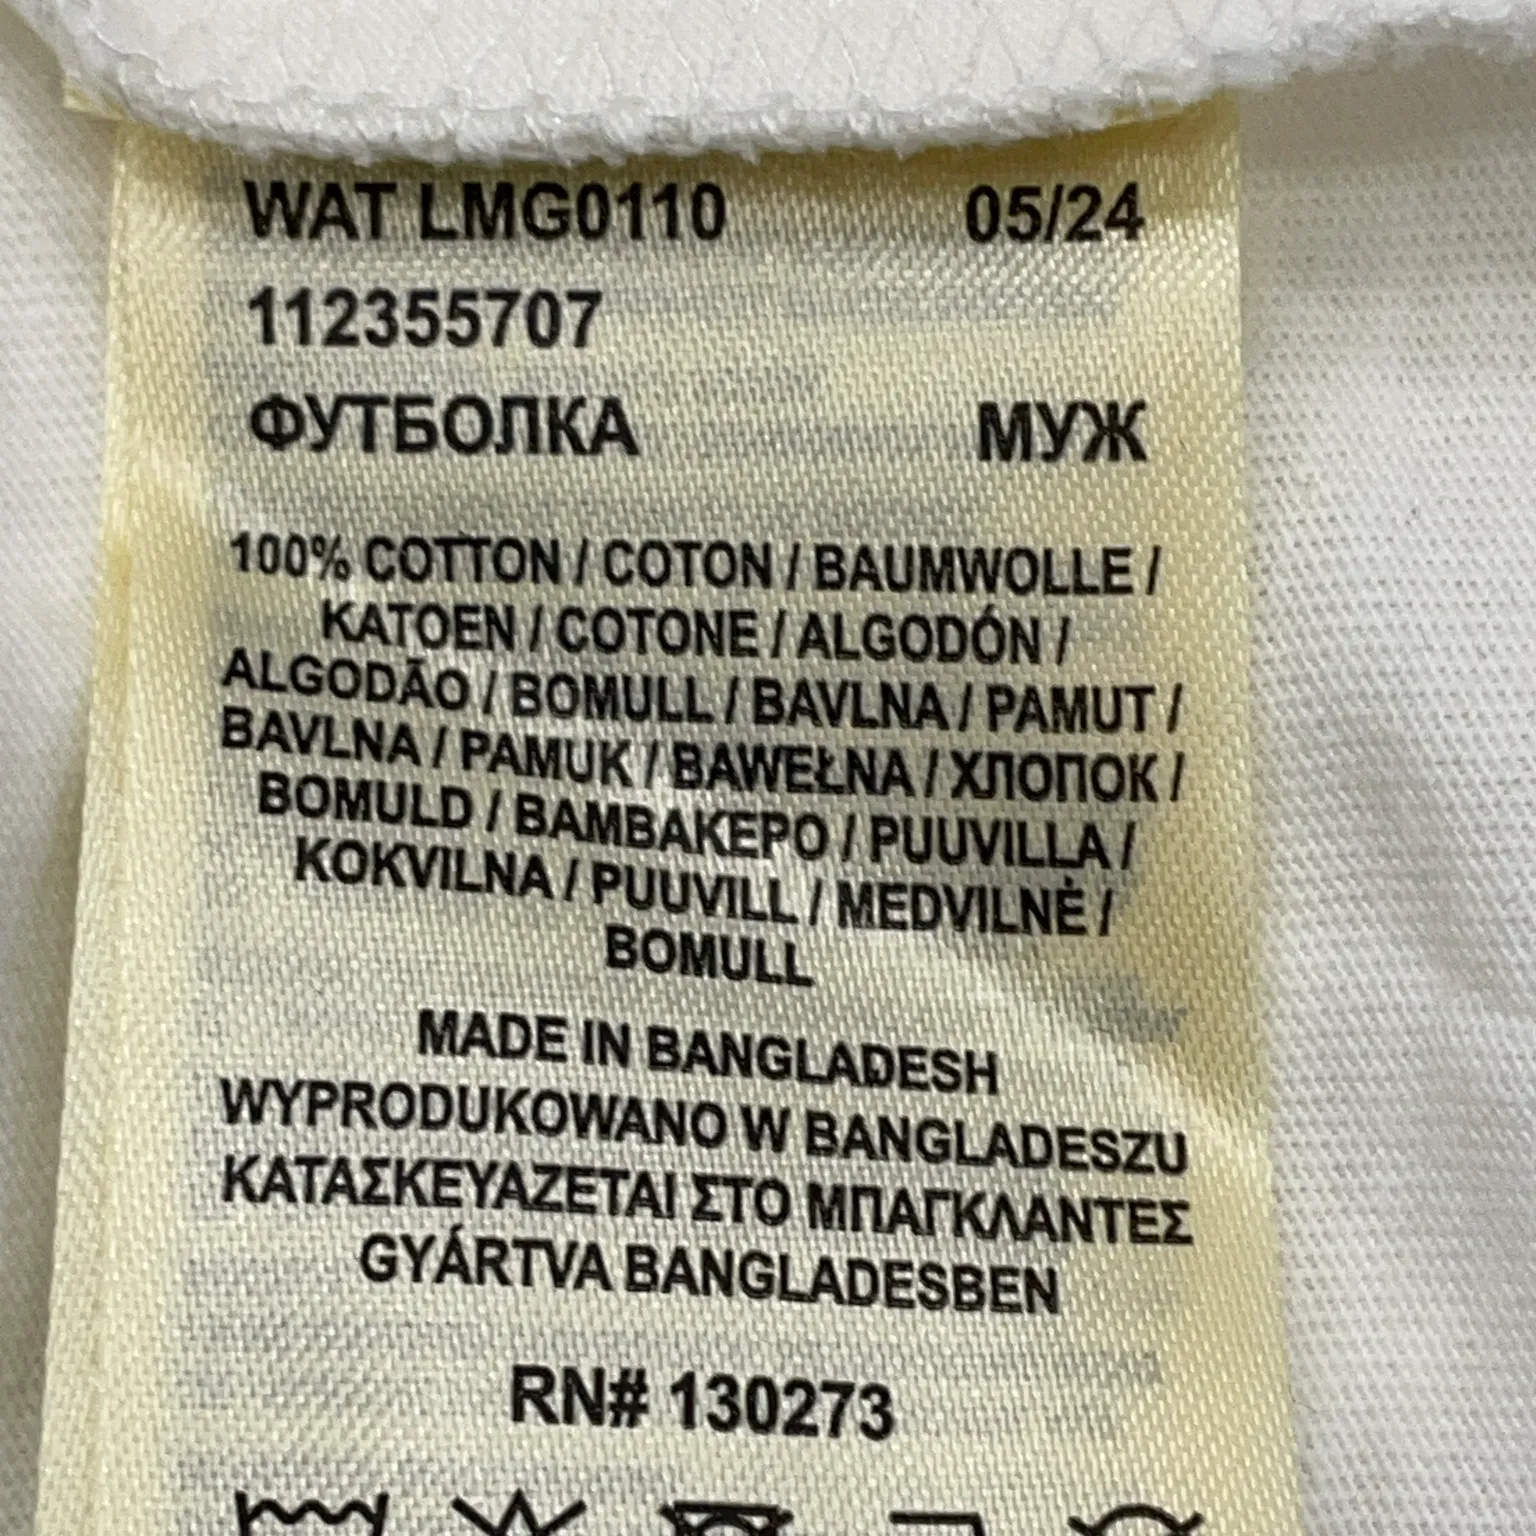 WAT LMG0110 05/24
112355707
ФУТБОЛКА МУЖ
100% COTTON / COTON / BAUMWOLLE /
KATOEN / COTONE / ALGODÓN /
ALGODÃO / BOMULL / BAVLNA / PAMUT /
BAVLNA / PAMUK / BAWEŁNA / ХЛОПОК /
BOMULD / ΒΑΜΒΑΚΕΡΟ / PUUVILLA /
KOKVILNA / PUUVILL / MEDVILNĖ /
BOMULL
MADE IN BANGLADESH
WYPRODUKOWANO W BANGLADESZU
ΚΑΤΑΣΚΕΥΑΖΕΤΑΙ ΣΤΟ ΜΠΑΓΚΛΑΝΤΕΣ
GYÁRTVA BANGLADESBEN
RN# 130273